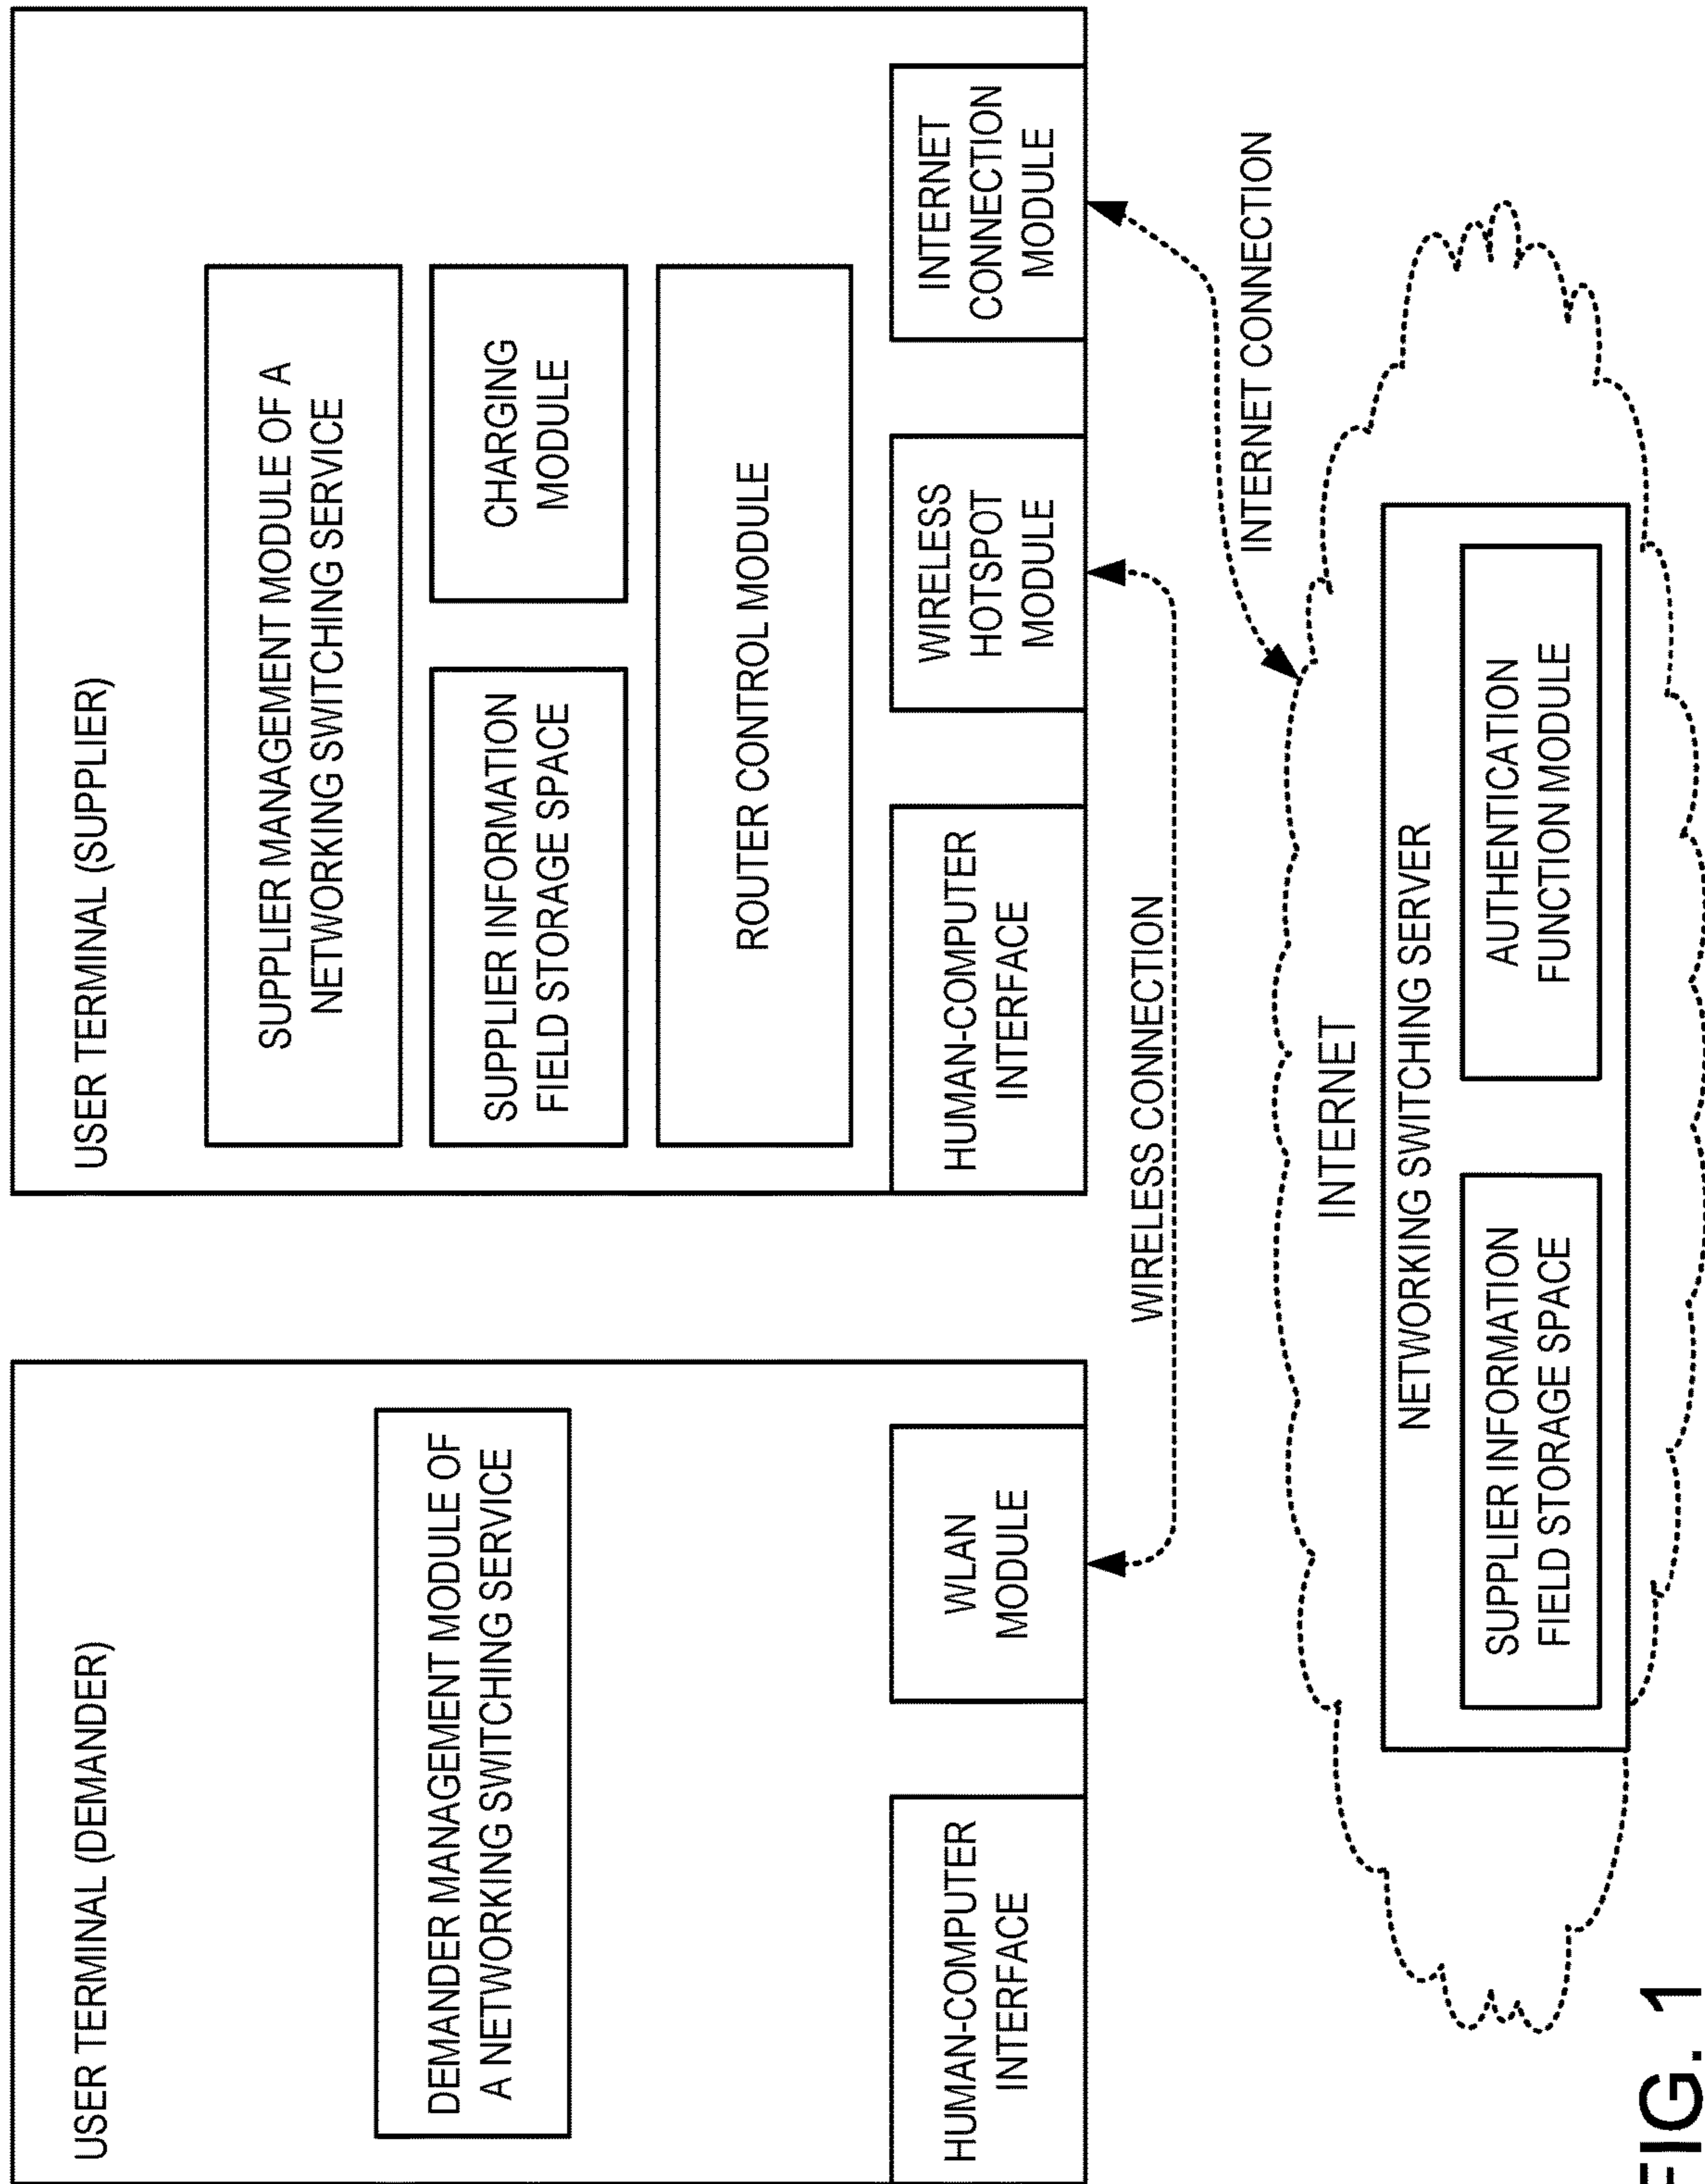 USER TERMINAL (DEMANDER)
DEMANDER MANAGEMENT MODULE OF
A NETWORKING SWITCHING SERVICE
HUMAN-COMPUTER
INTERFACE
WLAN
MODULE
USER TERMINAL (SUPPLIER)
SUPPLIER MANAGEMENT MODULE OF A
NETWORKING SWITCHING SERVICE
SUPPLIER INFORMATION
FIELD STORAGE SPACE
CHARGING
MODULE
ROUTER CONTROL MODULE
HUMAN-COMPUTER
INTERFACE
WIRELESS
HOTSPOT
MODULE
INTERNET
CONNECTION
MODULE
WIRELESS CONNECTION
INTERNET CONNECTION
INTERNET
NETWORKING SWITCHING SERVER
SUPPLIER INFORMATION
FIELD STORAGE SPACE
AUTHENTICATION
FUNCTION MODULE
FIG. 1